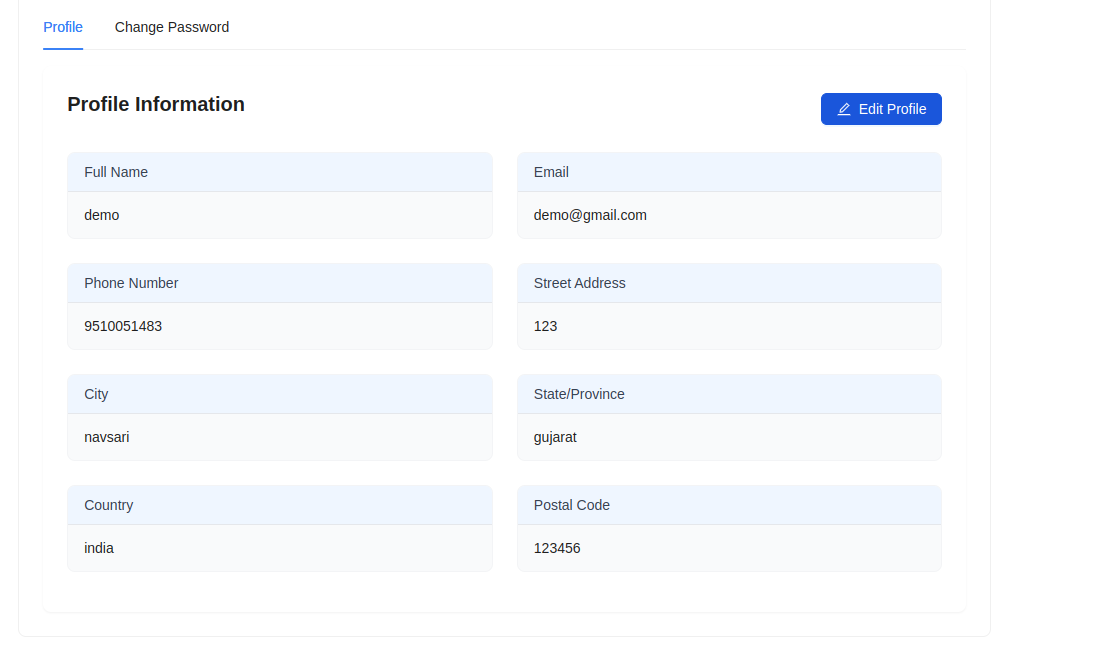 Profile Change Password
Profile Information
Edit Profile
Full Name
demo
Email
demo@gmail.com
Phone Number
9510051483
Street Address
123
City
navsari
State/Province
gujarat
Country
india
Postal Code
123456